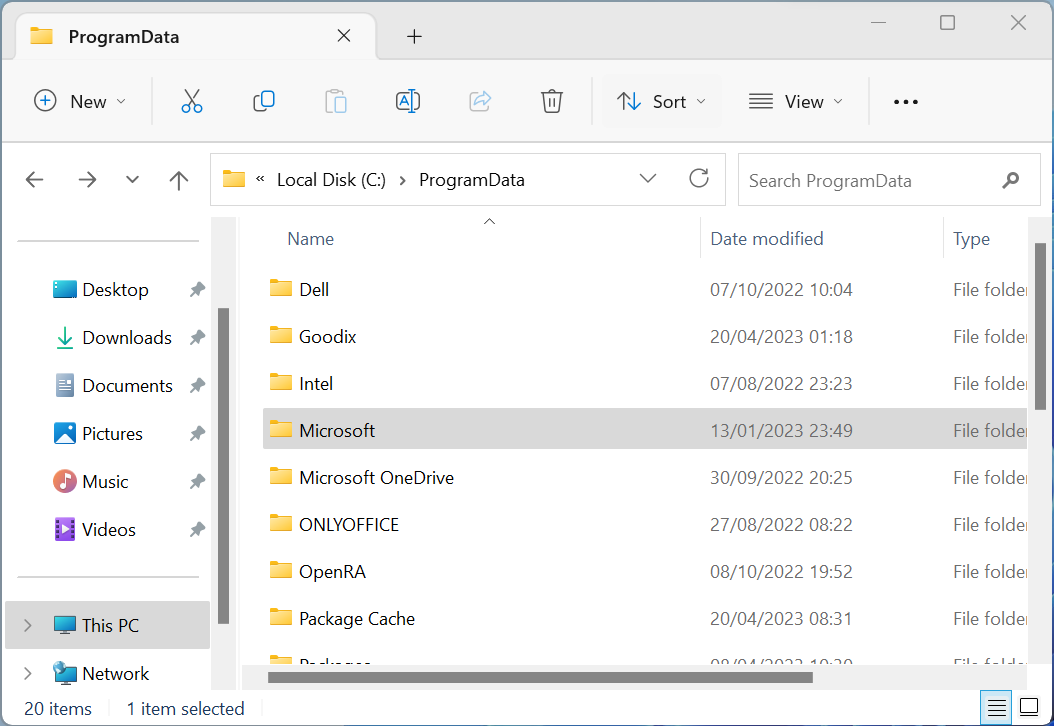 ProgramData
New
Sort
View
« Local Disk (C:) > ProgramData
Search ProgramData
Name Date modified Type
Desktop
Downloads
Documents
Pictures
Music
Videos
This PC
Network
Dell 07/10/2022 10:04 File folder
Goodix 20/04/2023 01:18 File folder
Intel 07/08/2022 23:23 File folder
Microsoft 13/01/2023 23:49 File folder
Microsoft OneDrive 30/09/2022 20:25 File folder
ONLYOFFICE 27/08/2022 08:22 File folder
OpenRA 08/10/2022 19:52 File folder
Package Cache 20/04/2023 08:31 File folder
20 items 1 item selected